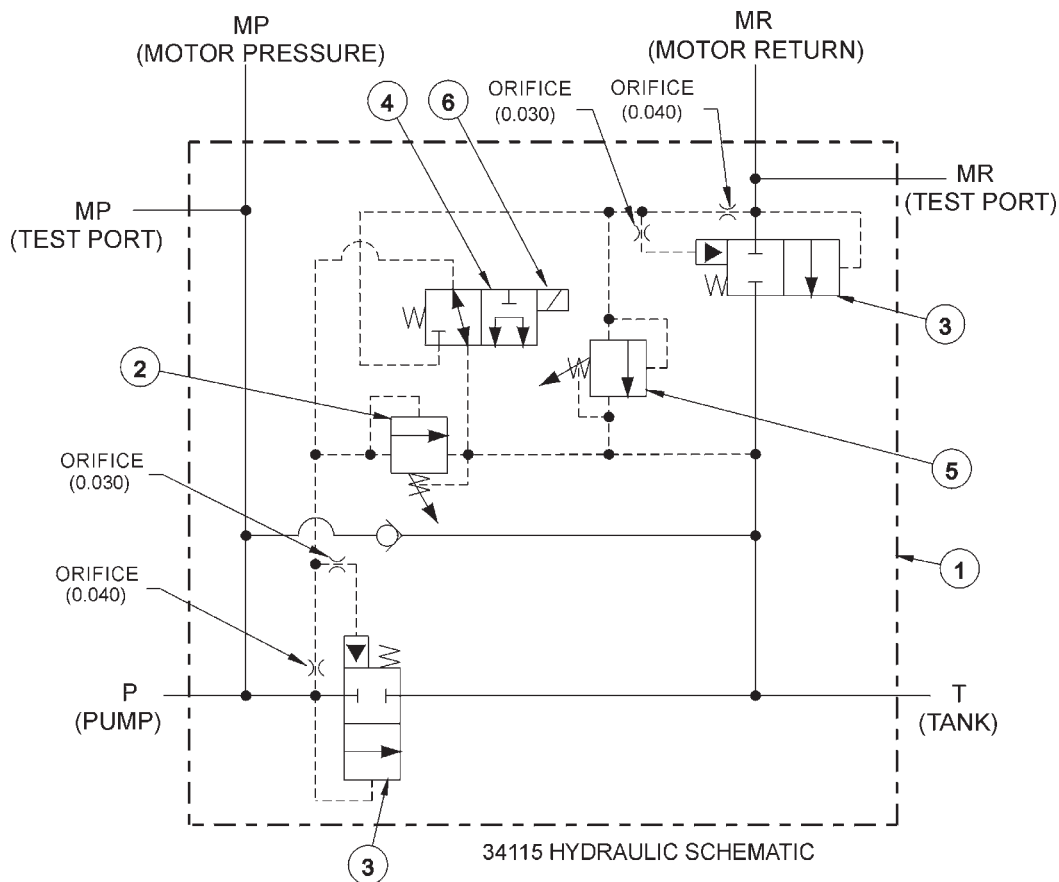 MP
(MOTOR PRESSURE)
MR
(MOTOR RETURN)
4
6
ORIFICE
(0.030)
ORIFICE
(0.040)
MP
(TEST PORT)
MR
(TEST PORT)
3
2
5
ORIFICE
(0.030)
ORIFICE
(0.040)
1
P
(PUMP)
T
(TANK)
3
34115 HYDRAULIC SCHEMATIC